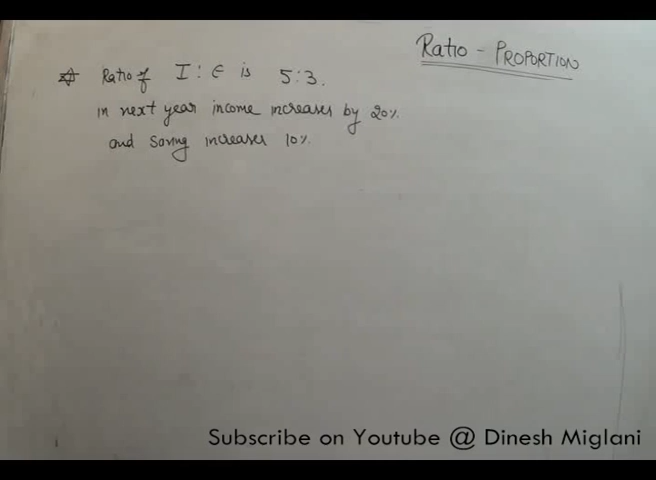 Ratio - PROPORTION
Ratio of I : E is 5:3.
in next year income increases by 20%
and saving increases 10%.
Subscribe on Youtube @ Dinesh Miglani